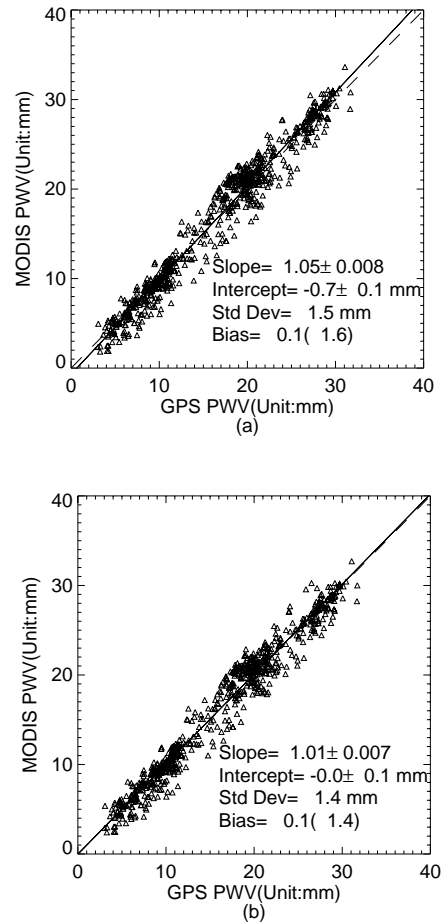 40
30
20
10
0
MODIS PWV(Unit:mm)
Slope= 1.05± 0.008
Intercept= -0.7± 0.1 mm
Std Dev= 1.5 mm
Bias= 0.1( 1.6)
0 10 20 30 40
GPS PWV(Unit:mm)
(a)
40
30
20
10
0
MODIS PWV(Unit:mm)
Slope= 1.01± 0.007
Intercept= -0.0± 0.1 mm
Std Dev= 1.4 mm
Bias= 0.1( 1.4)
0 10 20 30 40
GPS PWV(Unit:mm)
(b)